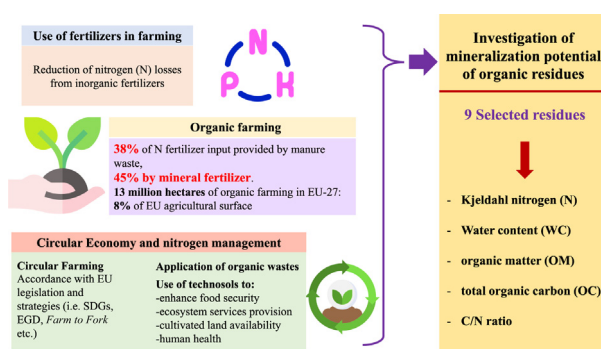 Use of fertilizers in farming
Reduction of nitrogen (N) losses
from inorganic fertilizers
N
P
H
Organic farming
38% of N fertilizer input provided by manure
waste,
45% by mineral fertilizer.
13 million hectares of organic farming in EU-27:
8% of EU agricultural surface
Circular Economy and nitrogen management
Circular Farming
Accordance with EU
legislation and
strategies (i.e. SDGs,
EGD, Farm to Fork
etc.)
Application of organic wastes
Use of technosols to:
-enhance food security
-ecosystem services provision
-cultivated land availability
-human health
Investigation of
mineralization potential
of organic residues
9 Selected residues
- Kjeldahl nitrogen (N)
- Water content (WC)
- organic matter (OM)
- total organic carbon (OC)
- C/N ratio